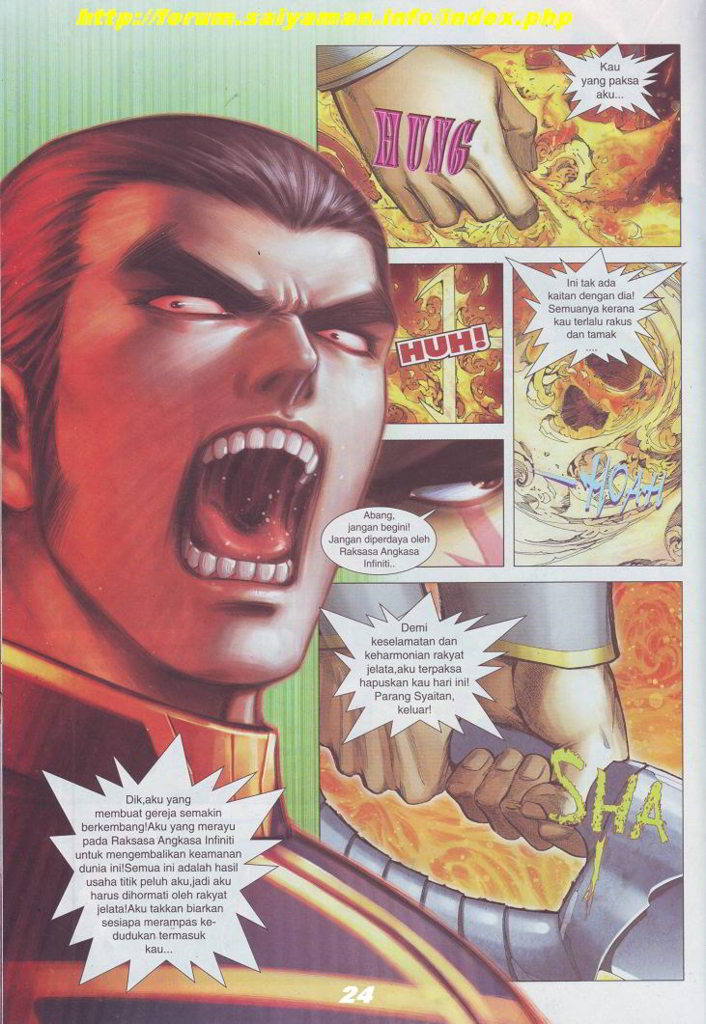 http://forum.saiyaman.info/index.php
Kau
yang paksa
aku...
HUNG
HUH!
Ini tak ada
kaitan dengan dia!
Semuanya kerana
kau terlalu rakus
dan tamak
....
HOAH
Abang,
jangan begini!
Jangan diperdaya oleh
Raksasa Angkasa
Infiniti..
Demi
keselamatan dan
keharmonian rakyat
jelata,aku terpaksa
hapuskan kau hari ini!
Parang Syaitan,
keluar!
SHA
Dik,aku yang
membuat gereja semakin
berkembang!Aku yang merayu
pada Raksasa Angkasa Infiniti
untuk mengembalikan keamanan
dunia ini!Semua ini adalah hasil
usaha titik peluh aku,jadi aku
harus dihormati oleh rakyat
jelata!Aku takkan biarkan
sesiapa merampas ke-
dudukan termasuk
kau...
24